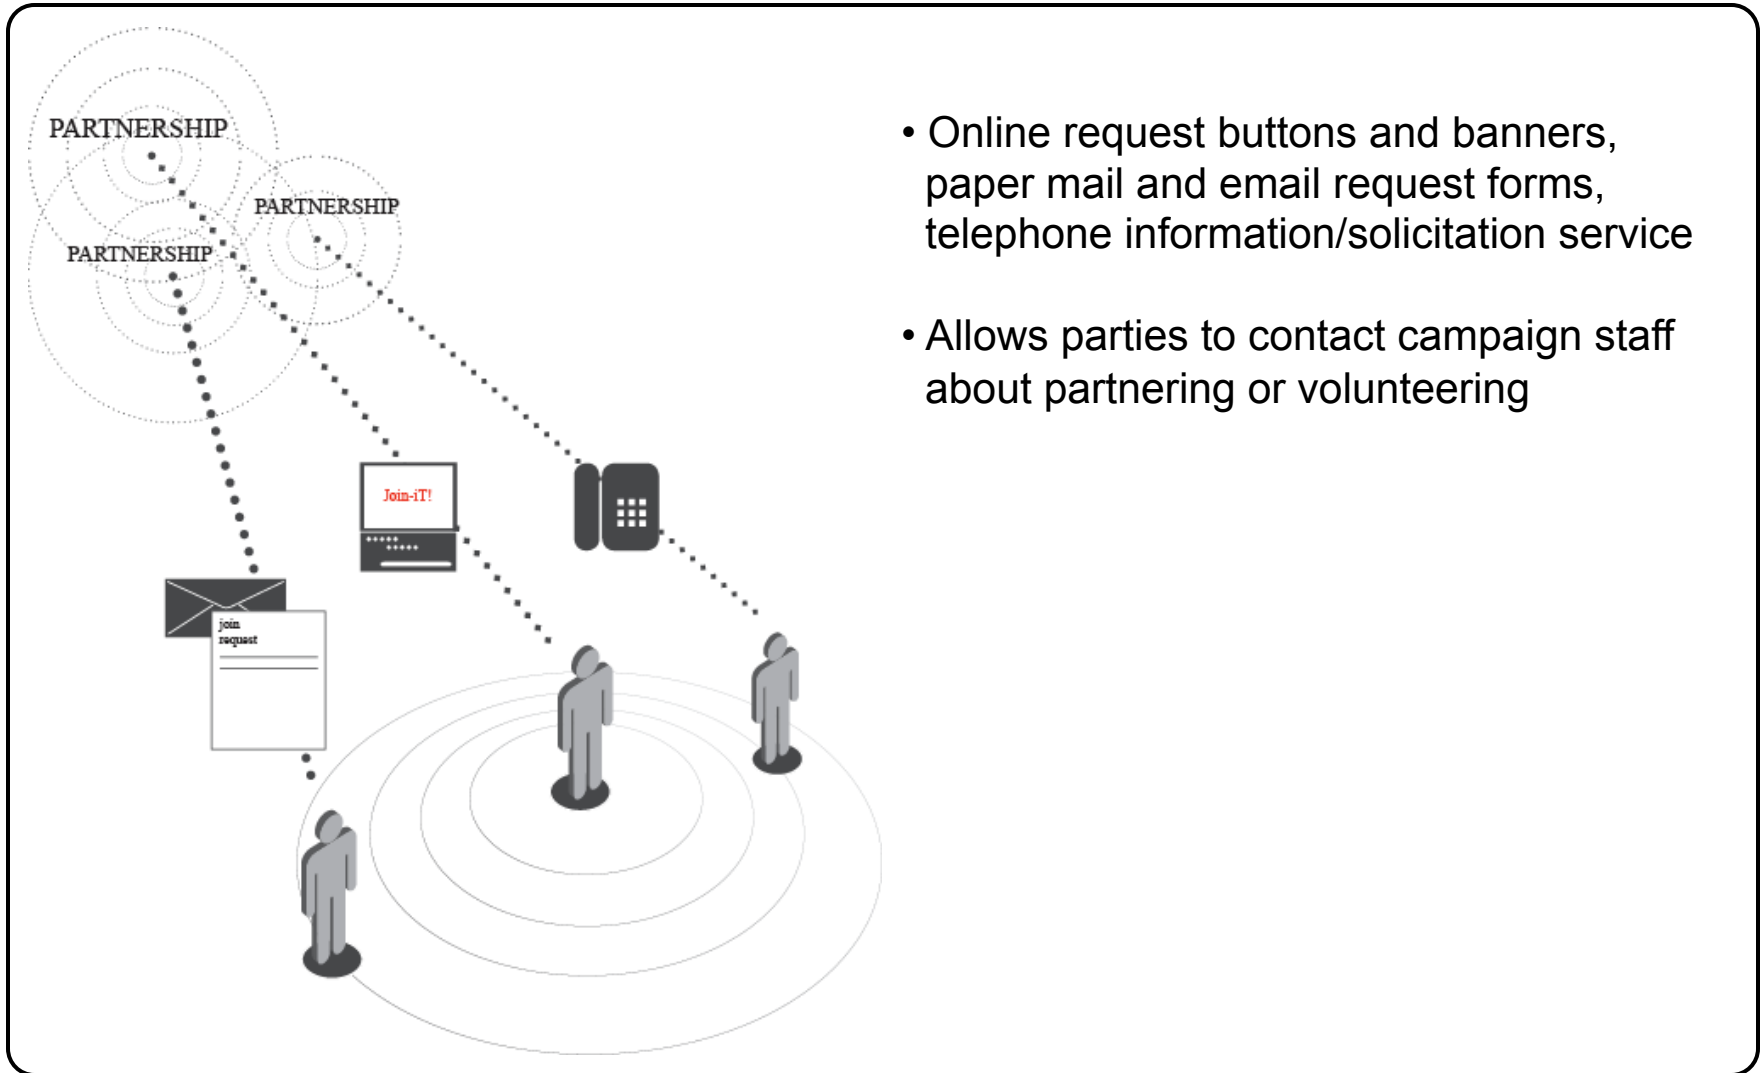 PARTNERSHIP
PARTNERSHIP
PARTNERSHIP
Join-iT!
join
request
• Online request buttons and banners,
paper mail and email request forms,
telephone information/solicitation service
• Allows parties to contact campaign staff
about partnering or volunteering